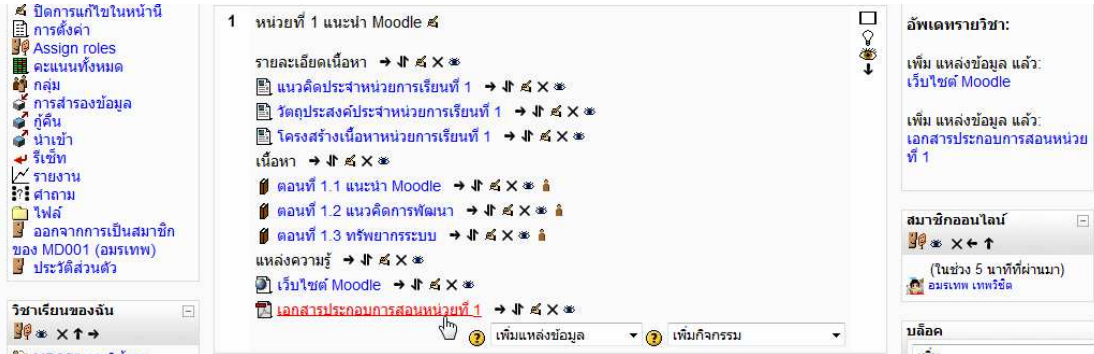 ปิดการแก้ไขในหน้านี้
การตั้งค่า
Assign roles
คะแนนทั้งหมด
กลุ่ม
การสำรองข้อมูล
กู้คืน
นำเข้า
รีเซ็ท
รายงาน
คำถาม
ไฟล์
ออกจากการเป็นสมาชิก
ของ MD001 (อมรเทพ)
ประวัติส่วนตัว
วิชาเรียนของฉัน
1 หน่วยที่ 1 แนะนำ Moodle
รายละเอียดเนื้อหา
แนวคิดประจำหน่วยการเรียนที่ 1
วัตถุประสงค์ประจำหน่วยการเรียนที่ 1
โครงสร้างเนื้อหาหน่วยการเรียนที่ 1
เนื้อหา
ตอนที่ 1.1 แนะนำ Moodle
ตอนที่ 1.2 แนวคิดการพัฒนา
ตอนที่ 1.3 ทรัพยากรระบบ
แหล่งความรู้
เว็บไซต์ Moodle
เอกสารประกอบการสอนหน่วยที่ 1
เพิ่มแหล่งข้อมูล
เพิ่มกิจกรรม
อัพเดทรายวิชา:
เพิ่ม แหล่งข้อมูล แล้ว:
เว็บไซต์ Moodle
เพิ่ม แหล่งข้อมูล แล้ว:
เอกสารประกอบการสอนหน่วย
ที่ 1
สมาชิกออนไลน์
(ในช่วง 5 นาทีที่ผ่านมา)
อมรเทพ เทพวิชิต
บล็อค